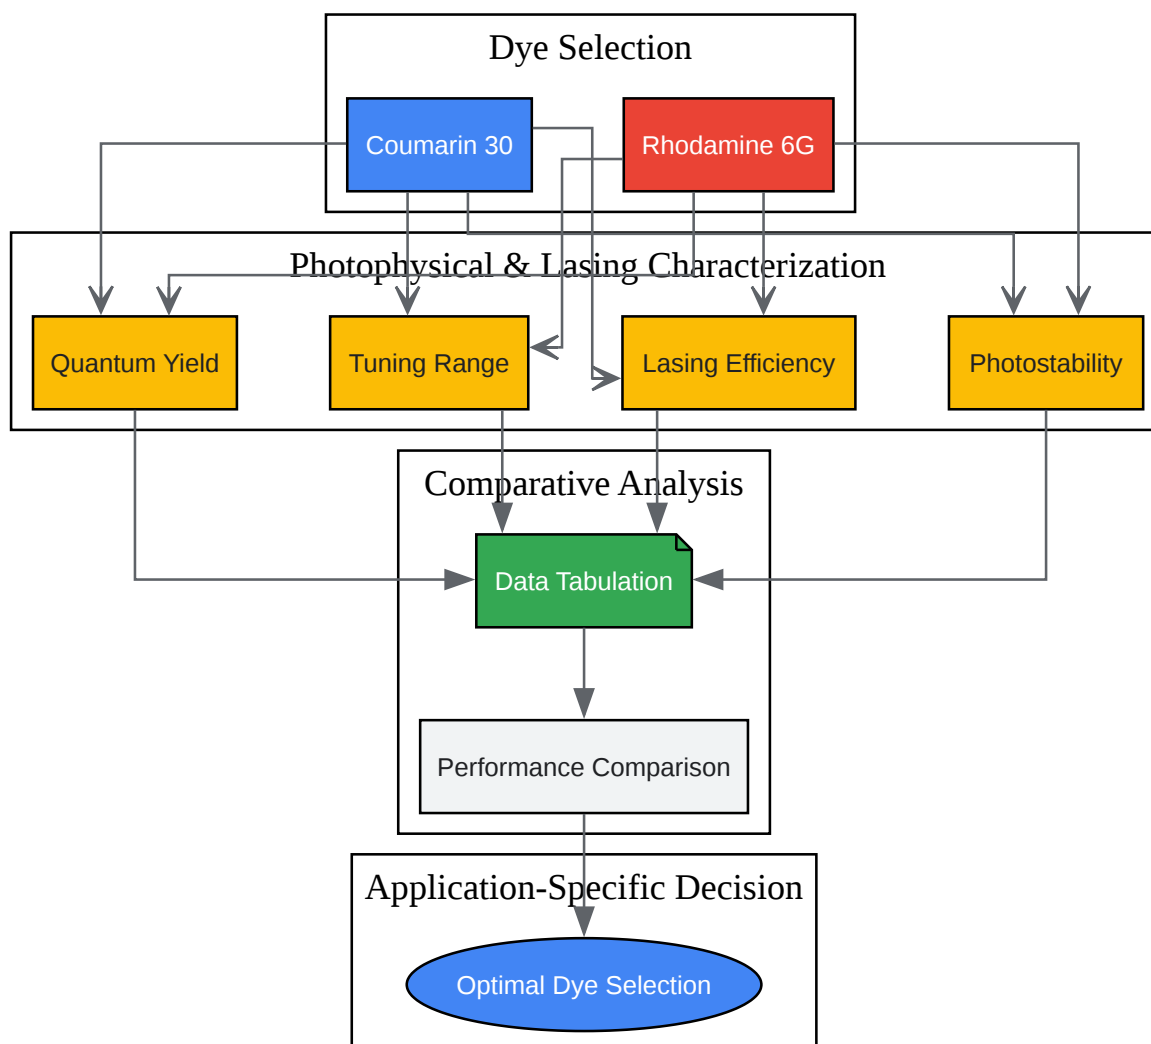 Dye Selection
Coumarin 30
Rhodamine 6G
Photophysical & Lasing Characterization
Quantum Yield
Tuning Range
Lasing Efficiency
Photostability
Comparative Analysis
Data Tabulation
Performance Comparison
Application-Specific Decision
Optimal Dye Selection